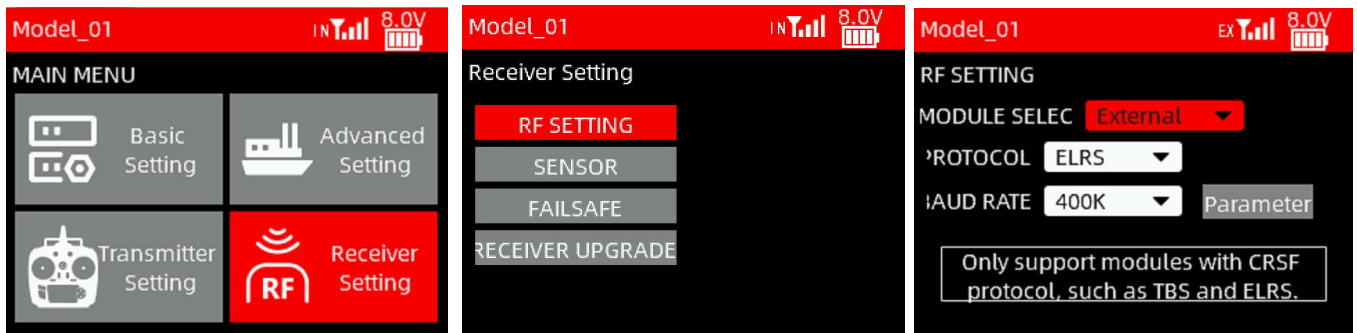 Model_01 IN 8.0V
MAIN MENU
Basic
Setting
Advanced
Setting
Transmitter
Setting
RF
Receiver
Setting
Model_01 IN 8.0V
Receiver Setting
RF SETTING
SENSOR
FAILSAFE
RECEIVER UPGRADE
Model_01 EX 8.0V
RF SETTING
MODULE SELEC External
PROTOCOL ELRS
BAUD RATE 400K Parameter
Only support modules with CRSF
protocol, such as TBS and ELRS.